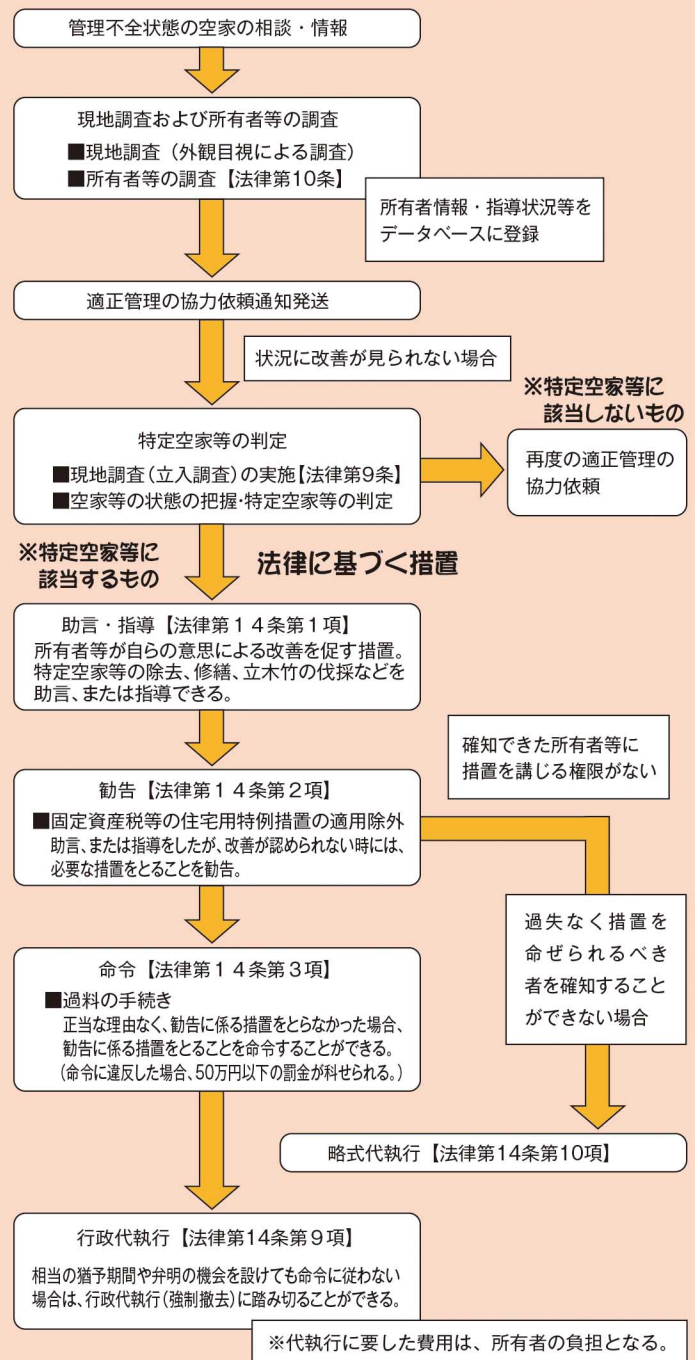 管理不全状態の空家の相談・情報
現地調査および所有者等の調査
■現地調査（外観目視による調査）
■所有者等の調査【法律第10条】
所有者情報・指導状況等を
データベースに登録
適正管理の協力依頼通知発送
状況に改善が見られない場合
※特定空家等に
該当しないもの
特定空家等の判定
■現地調査（立入調査）の実施【法律第9条】
■空家等の状態の把握・特定空家等の判定
再度の適正管理の
協力依頼
※特定空家等に
該当するもの
法律に基づく措置
助言・指導【法律第１４条第１項】
所有者等が自らの意思による改善を促す措置。
特定空家等の除去、修繕、立木竹の伐採などを
助言、または指導できる。
確知できた所有者等に
措置を講じる権限がない
勧告【法律第１４条第２項】
■固定資産税等の住宅用特例措置の適用除外
助言、または指導をしたが、改善が認められない時には、
必要な措置をとることを勧告。
過失なく措置を
命ぜられるべき
者を確知すること
ができない場合
命令【法律第１４条第３項】
■過料の手続き
正当な理由なく、勧告に係る措置をとらなかった場合、
勧告に係る措置をとることを命令することができる。
（命令に違反した場合、50万円以下の罰金が科せられる。）
略式代執行【法律第14条第10項】
行政代執行【法律第14条第９項】
相当の猶予期間や弁明の機会を設けても命令に従わない
場合は、行政代執行（強制撤去）に踏み切ることができる。
※代執行に要した費用は、所有者の負担となる。